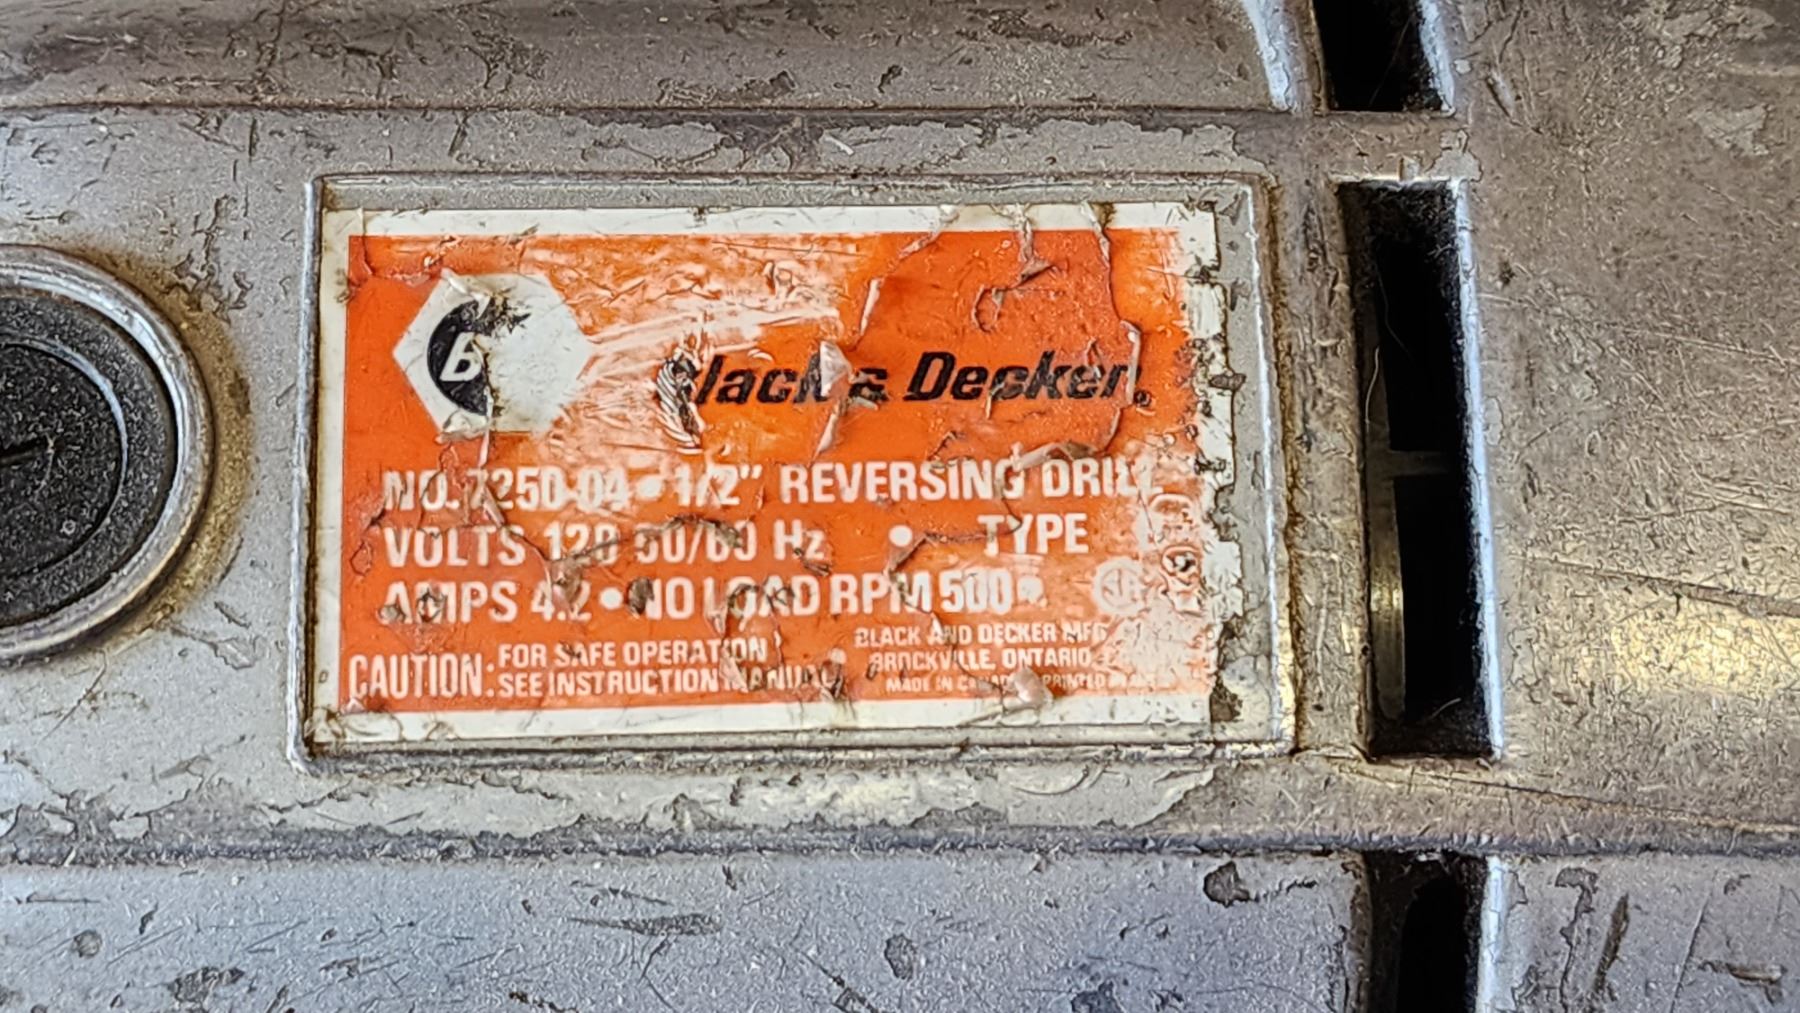 B
Black & Decker®
NO. 7250-04 • 1/2" REVERSING DRILL
VOLTS 120 50/60 Hz • TYPE
AMPS 4.2 • NO LOAD RPM 500
CAUTION: FOR SAFE OPERATION
SEE INSTRUCTION MANUAL
BLACK AND DECKER MFG
BROCKVILLE, ONTARIO
MADE IN CANADA PRINTED IN